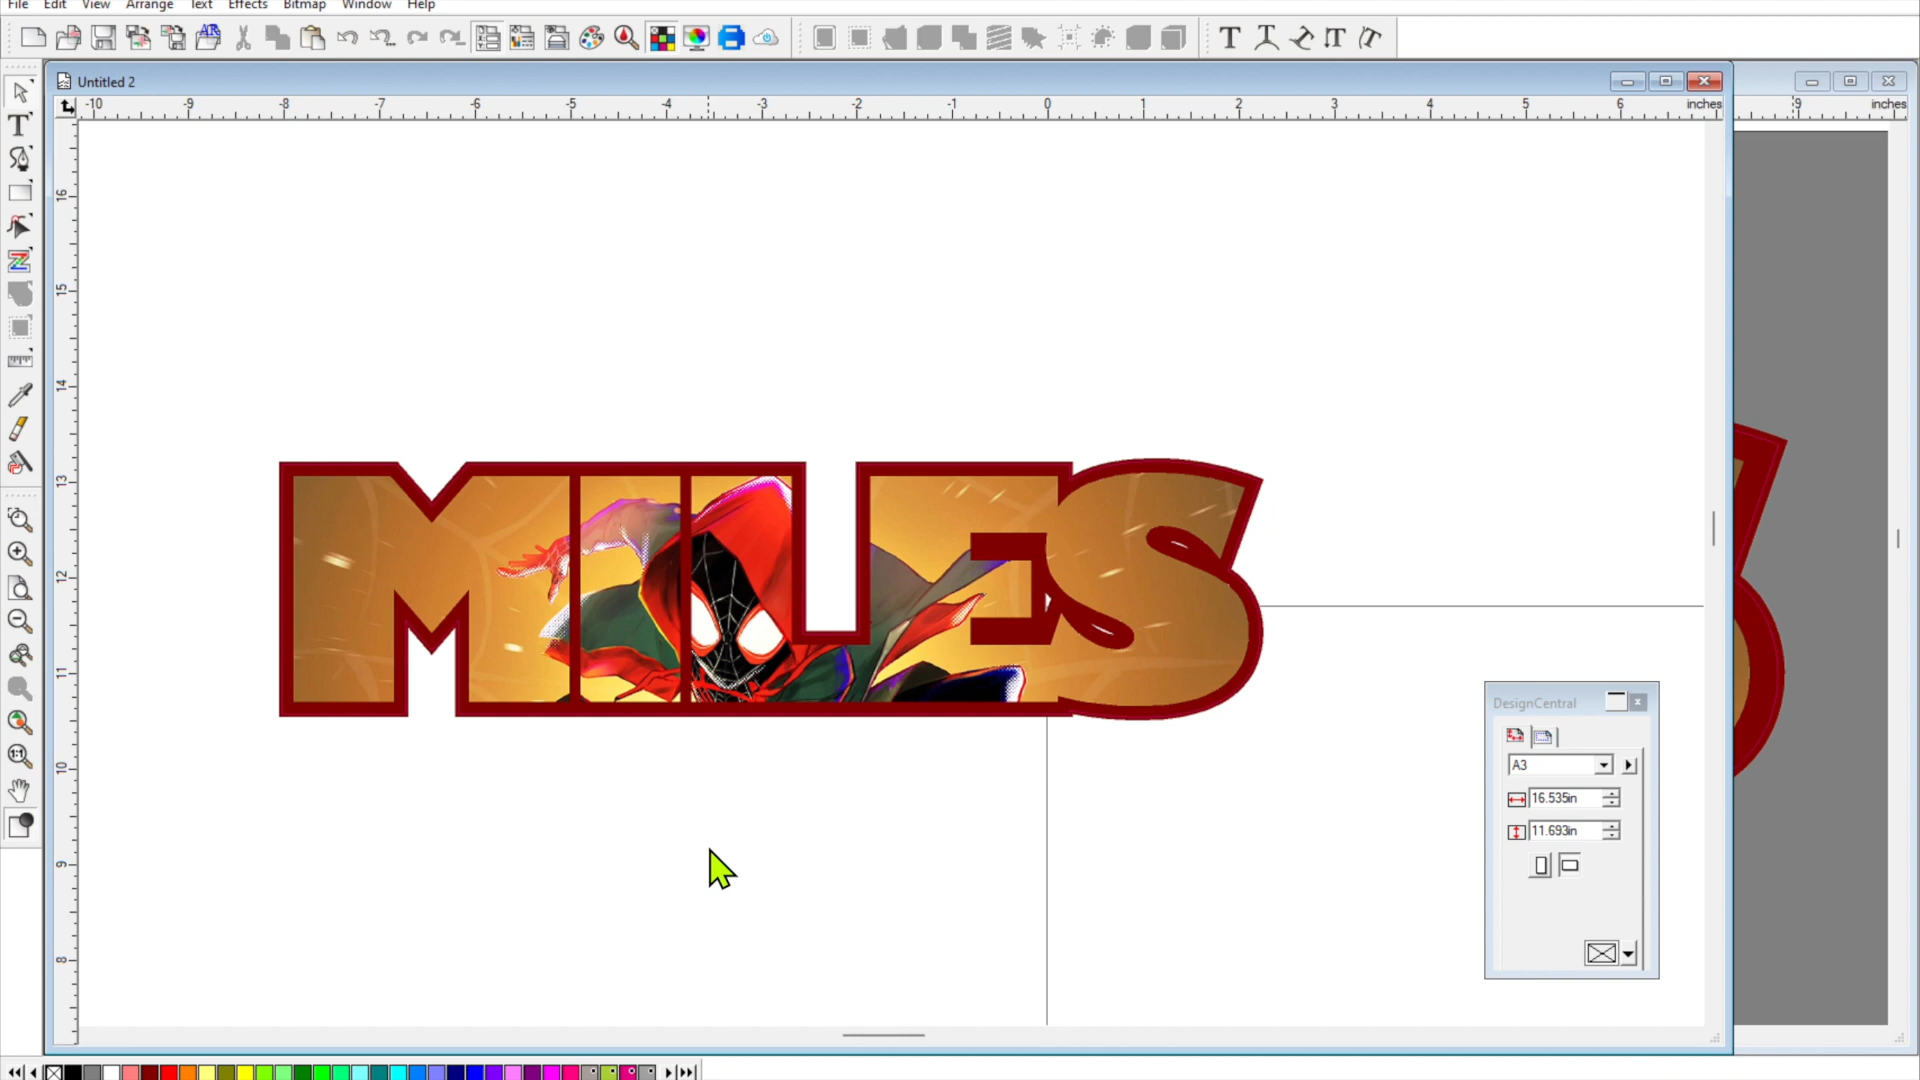 File Edit View Arrange Text Effects Bitmap Window Help
Untitled 2
-10 -9 -8 -7 -6 -5 -4 -3 -2 -1 0 1 2 3 4 5 6 inches 9 inches
16
15
14
13
12
11
10
9
8
MILES
DesignCentral
A3
16.535in
11.693in